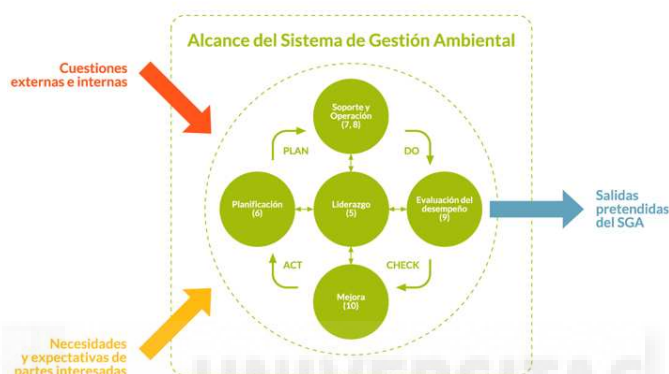 Alcance del Sistema de Gestión Ambiental
Cuestiones
externas e internas
Soporte y
Operación
(7, 8)
PLAN
DO
Planificación
(6)
Liderazgo
(5)
Evaluación del
desempeño
(9)
Salidas
pretendidas
del SGA
ACT
CHECK
Mejora
(10)
Necesidades
y expectativas de
partes interesadas
UNIVERSITAS